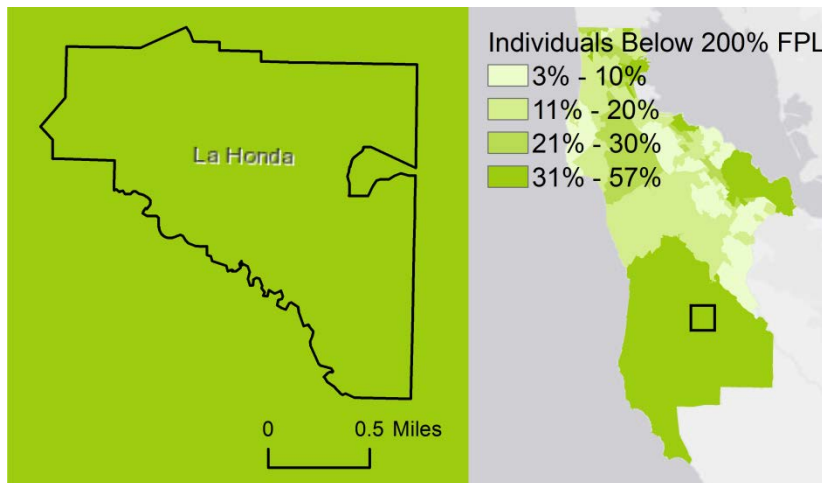 La Honda
0 0.5 Miles
Individuals Below 200% FPL
3% - 10%
11% - 20%
21% - 30%
31% - 57%